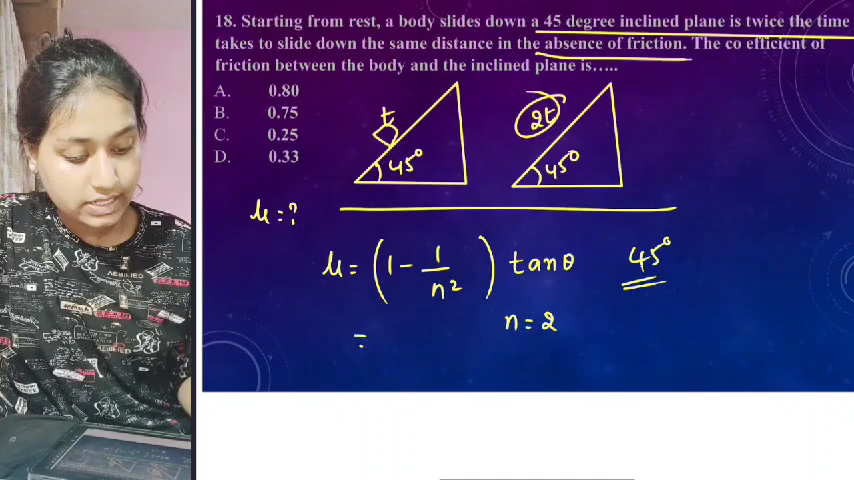 18. Starting from rest, a body slides down a 45 degree inclined plane is twice the time
takes to slide down the same distance in the absence of friction. The co efficient of
friction between the body and the inclined plane is…..
A. 0.80
B. 0.75
C. 0.25
D. 0.33
t
45°
2t
45°
μ = ?
μ = (1 - 1/n²) tanθ 45°
n = 2
=